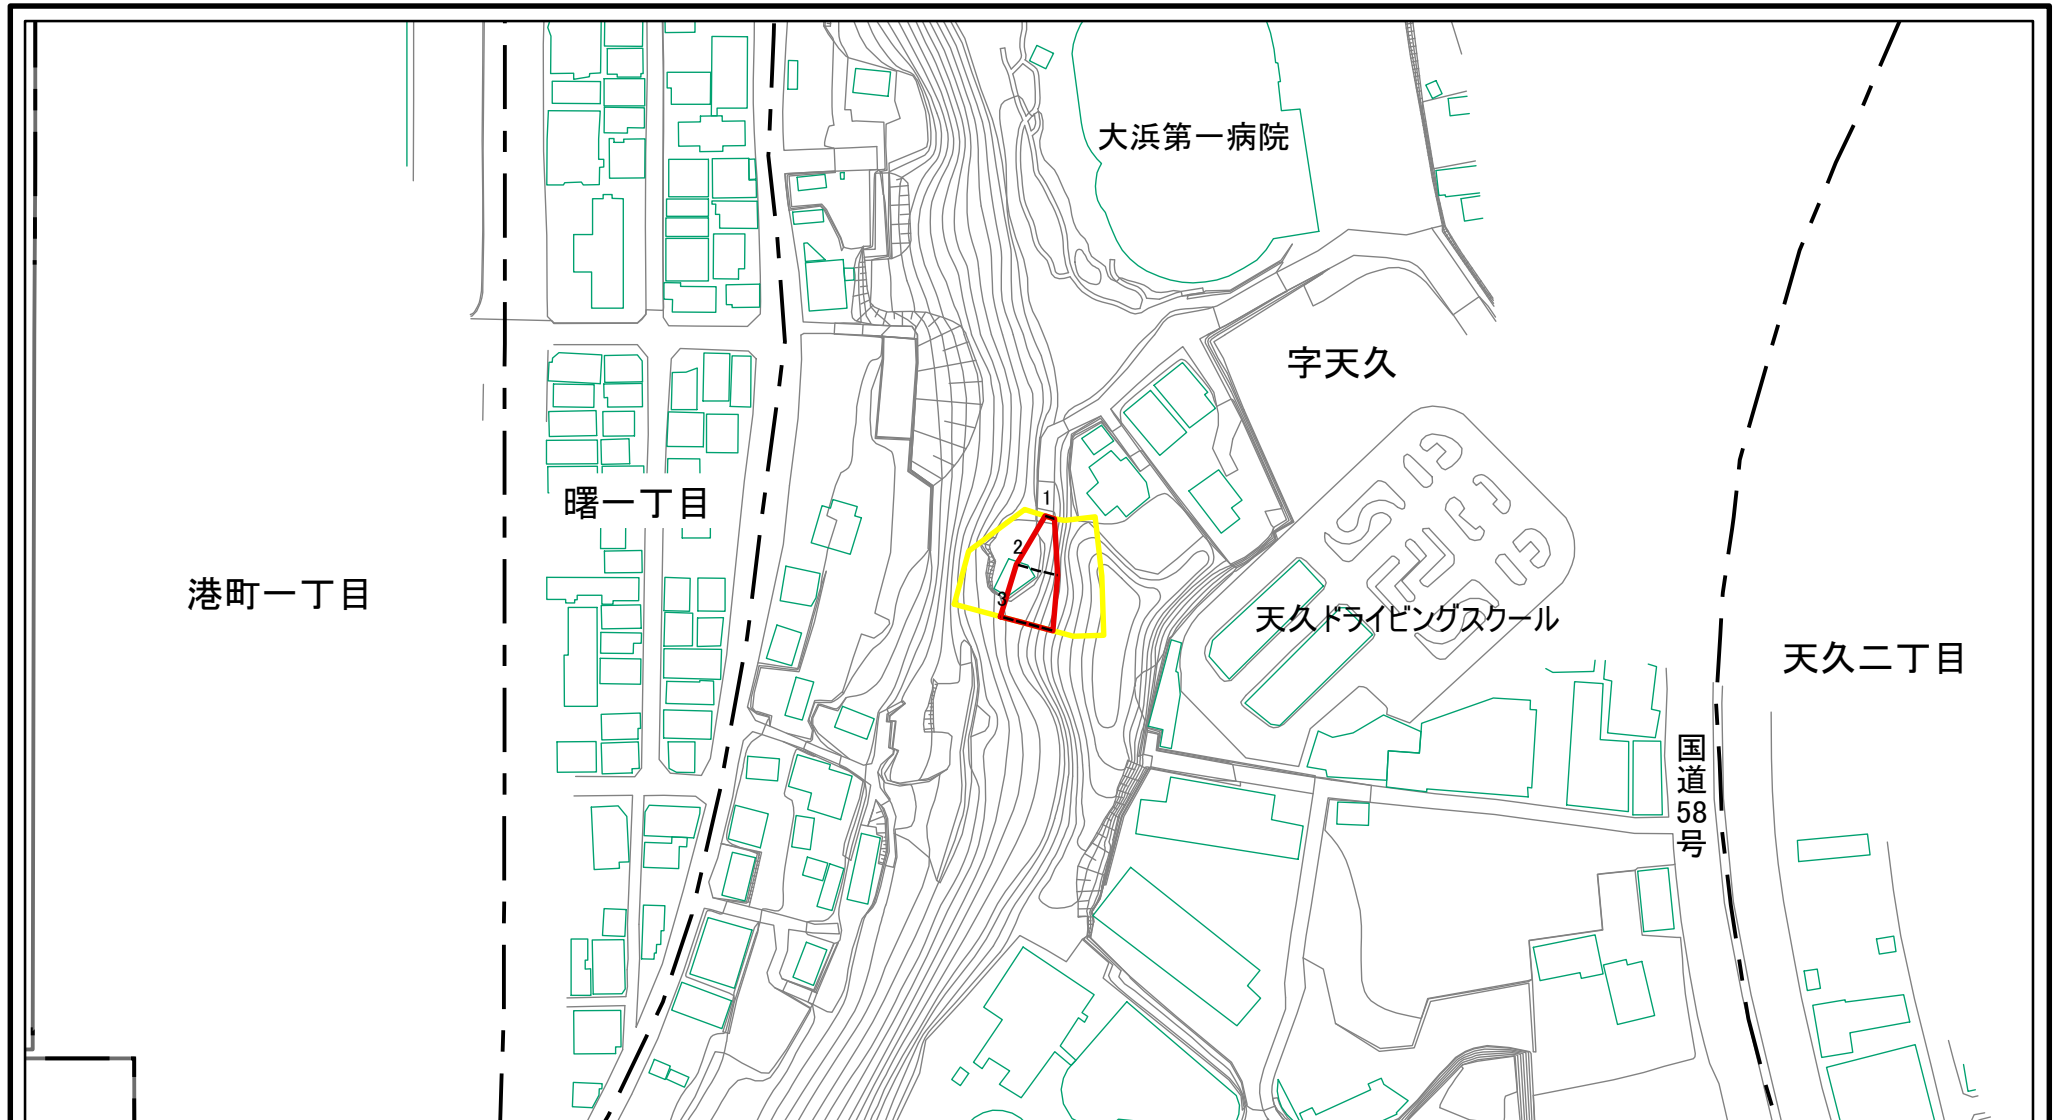 大浜第一病院
字天久
曙一丁目
1
2
3
港町一丁目
天久ドライビングスクール
天久二丁目
国道58号